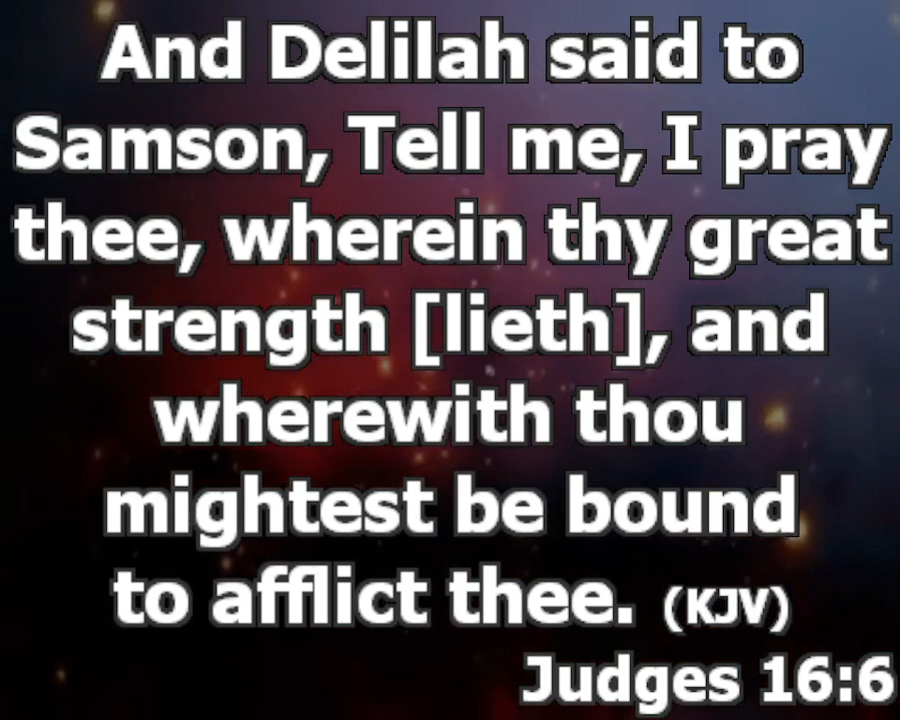 And Delilah said to
Samson, Tell me, I pray
thee, wherein thy great
strength [lieth], and
wherewith thou
mightest be bound
to afflict thee. (KJV)
Judges 16:6